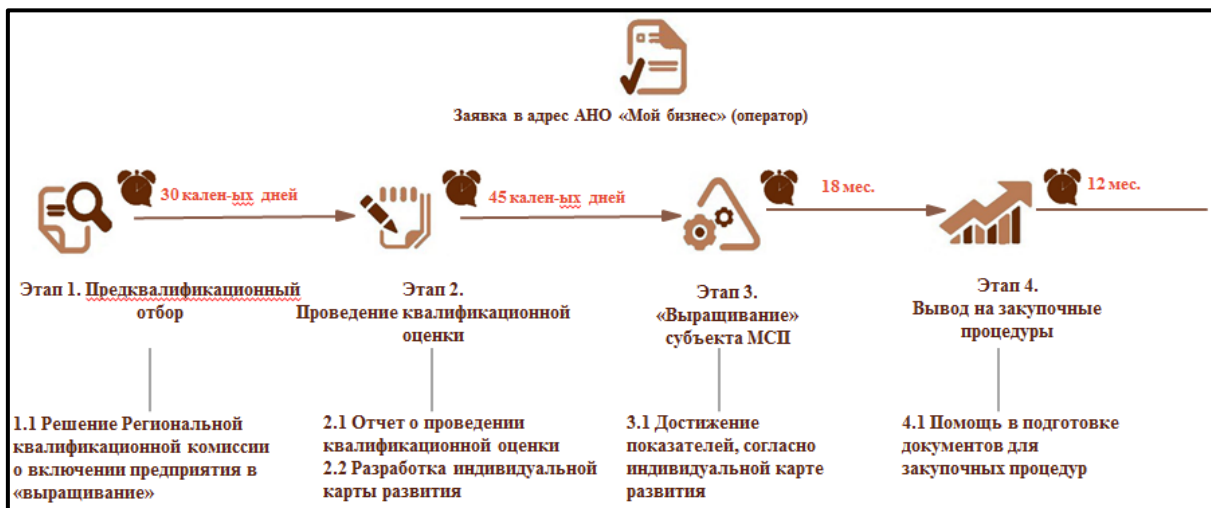 Заявка в адрес АНО «Мой бизнес» (оператор)
30 кален-ых дней
45 кален-ых дней
18 мес.
12 мес.
Этап 1. Предквалификационный
отбор
Этап 2.
Проведение квалификационной
оценки
Этап 3.
«Выращивание»
субъекта МСП
Этап 4.
Вывод на закупочные
процедуры
1.1 Решение Региональной
квалификационной комиссии
о включении предприятия в
«выращивание»
2.1 Отчет о проведении
квалификационной оценки
2.2 Разработка индивидуальной
карты развития
3.1 Достижение
показателей, согласно
индивидуальной карте
развития
4.1 Помощь в подготовке
документов для
закупочных процедур